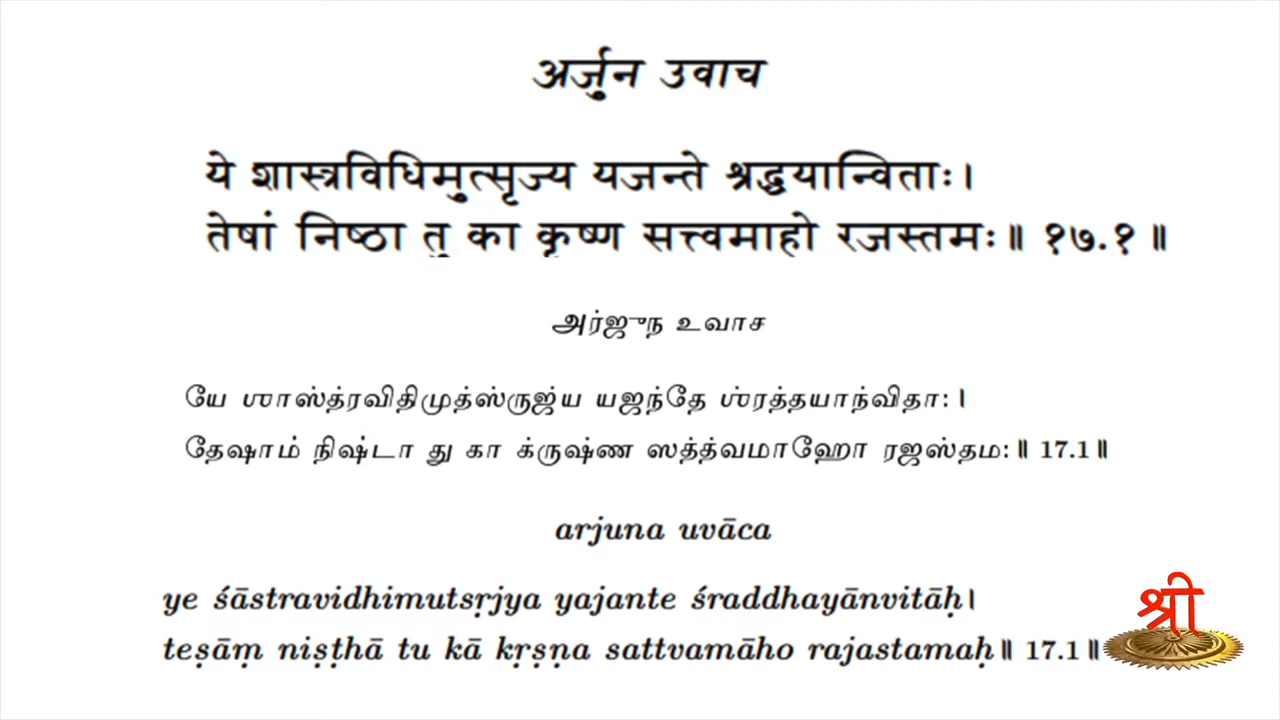 अर्जुन उवाच
ये शास्त्रविधिमुत्सृज्य यजन्ते श्रद्धयान्विताः।
तेषां निष्ठा तु का कृष्ण सत्त्वमाहो रजस्तमः॥ १७.१॥
அர்ஜுந உவாச
யே ஶாஸ்த்ரவிதிமுத்ஸ்ருஜ்ய யஜந்தே ஶ்ரத்தயாந்விதா:।
தேஷாம் நிஷ்டா து கா க்ருஷ்ண ஸத்த்வமாஹோ ரஜஸ்தம:॥ 17.1॥
arjuna uvāca
ye śāstravidhimutsṛjya yajante śraddhayānvitāḥ।
teṣāṃ niṣṭhā tu kā kṛṣṇa sattvamāho rajastamaḥ॥ 17.1॥
श्री